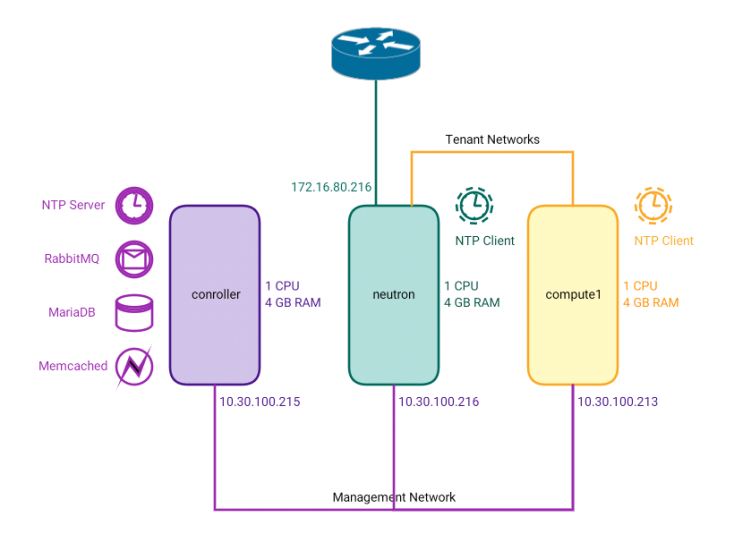 Tenant Networks
172.16.80.216
NTP Server
RabbitMQ
MariaDB
Memcached
conroller
1 CPU
4 GB RAM
neutron
NTP Client
1 CPU
4 GB RAM
compute1
NTP Client
1 CPU
4 GB RAM
10.30.100.215
10.30.100.216
10.30.100.213
Management Network